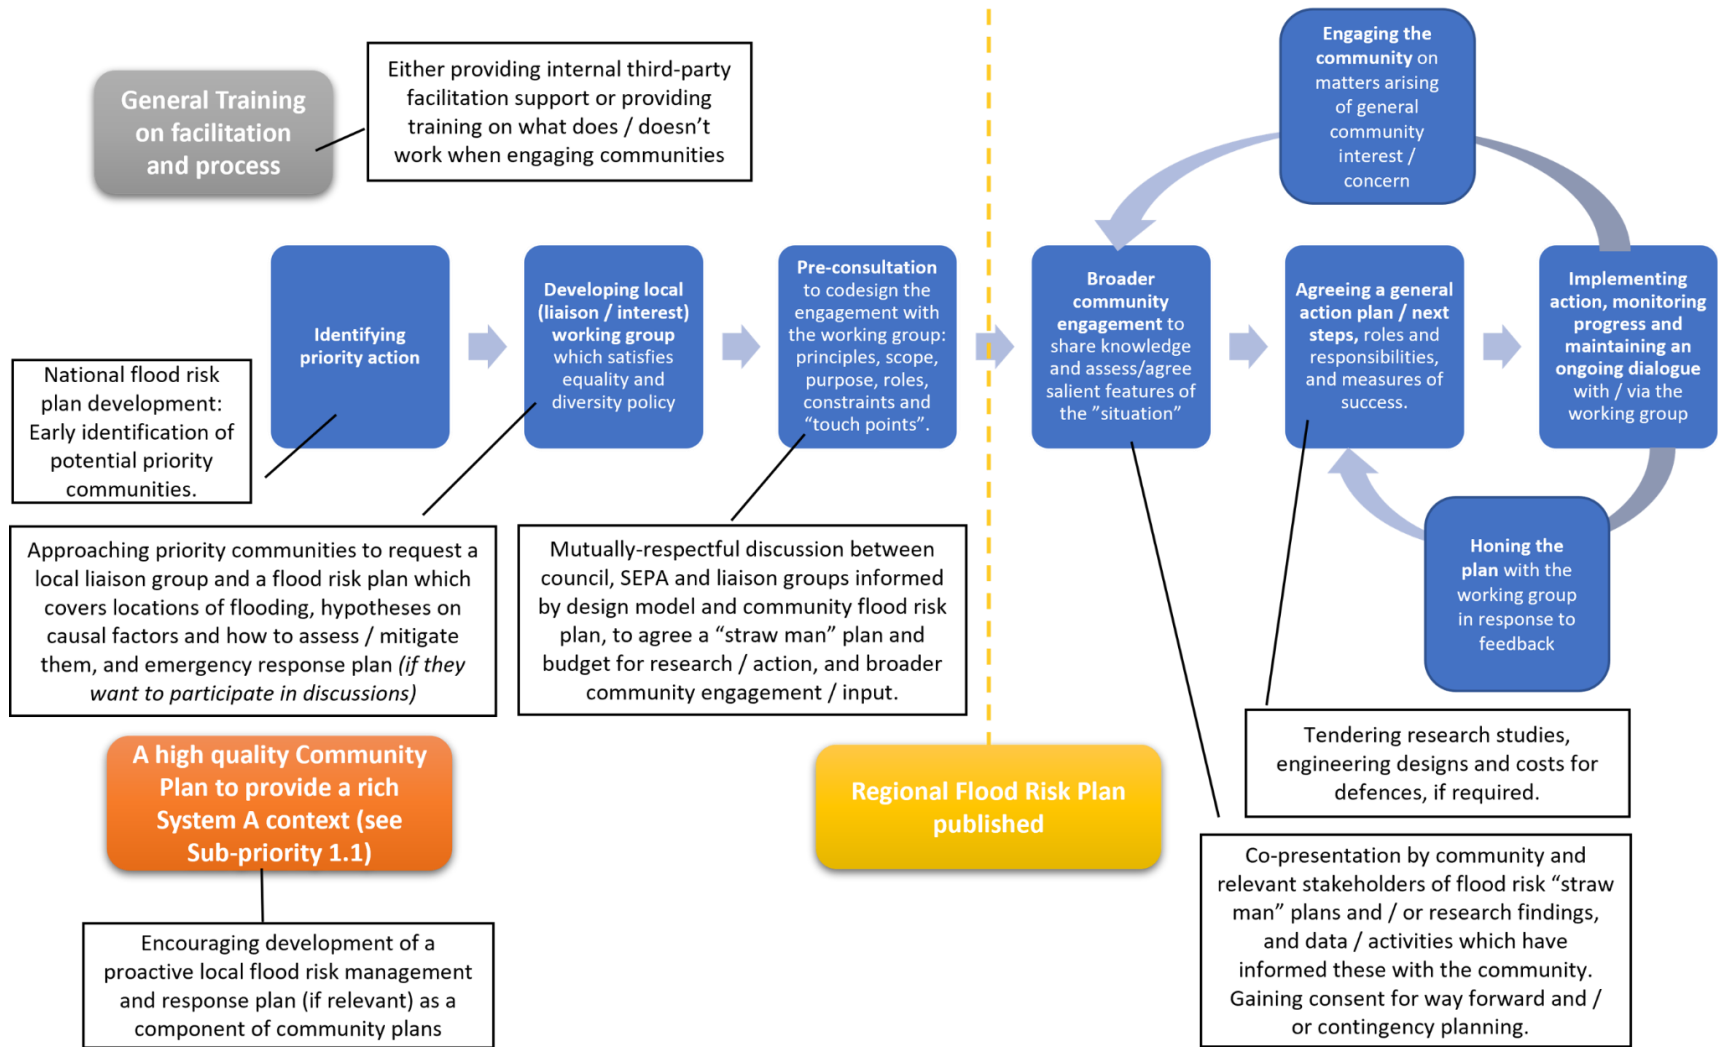 General Training
on facilitation
and process
Either providing internal third-party
facilitation support or providing
training on what does / doesn’t
work when engaging communities
Engaging the
community on
matters arising
of general
community
interest /
concern
Identifying
priority action
Developing local
(liaison / interest)
working group
which satisfies
equality and
diversity policy
Pre-consultation
to codesign the
engagement with
the working group:
principles, scope,
purpose, roles,
constraints and
“touch points”.
Broader
community
engagement to
share knowledge
and assess/agree
salient features of
the ”situation”
Agreeing a general
action plan / next
steps, roles and
responsibilities,
and measures of
success.
Implementing
action, monitoring
progress and
maintaining an
ongoing dialogue
with / via the
working group
National flood risk
plan development:
Early identification of
potential priority
communities.
Approaching priority communities to request a
local liaison group and a flood risk plan which
covers locations of flooding, hypotheses on
causal factors and how to assess / mitigate
them, and emergency response plan (if they
want to participate in discussions)
Mutually-respectful discussion between
council, SEPA and liaison groups informed
by design model and community flood risk
plan, to agree a “straw man” plan and
budget for research / action, and broader
community engagement / input.
Honing the
plan with the
working group
in response to
feedback
A high quality Community
Plan to provide a rich
System A context (see
Sub-priority 1.1)
Regional Flood Risk Plan
published
Tendering research studies,
engineering designs and costs for
defences, if required.
Encouraging development of a
proactive local flood risk management
and response plan (if relevant) as a
component of community plans
Co-presentation by community and
relevant stakeholders of flood risk “straw
man” plans and / or research findings,
and data / activities which have
informed these with the community.
Gaining consent for way forward and /
or contingency planning.